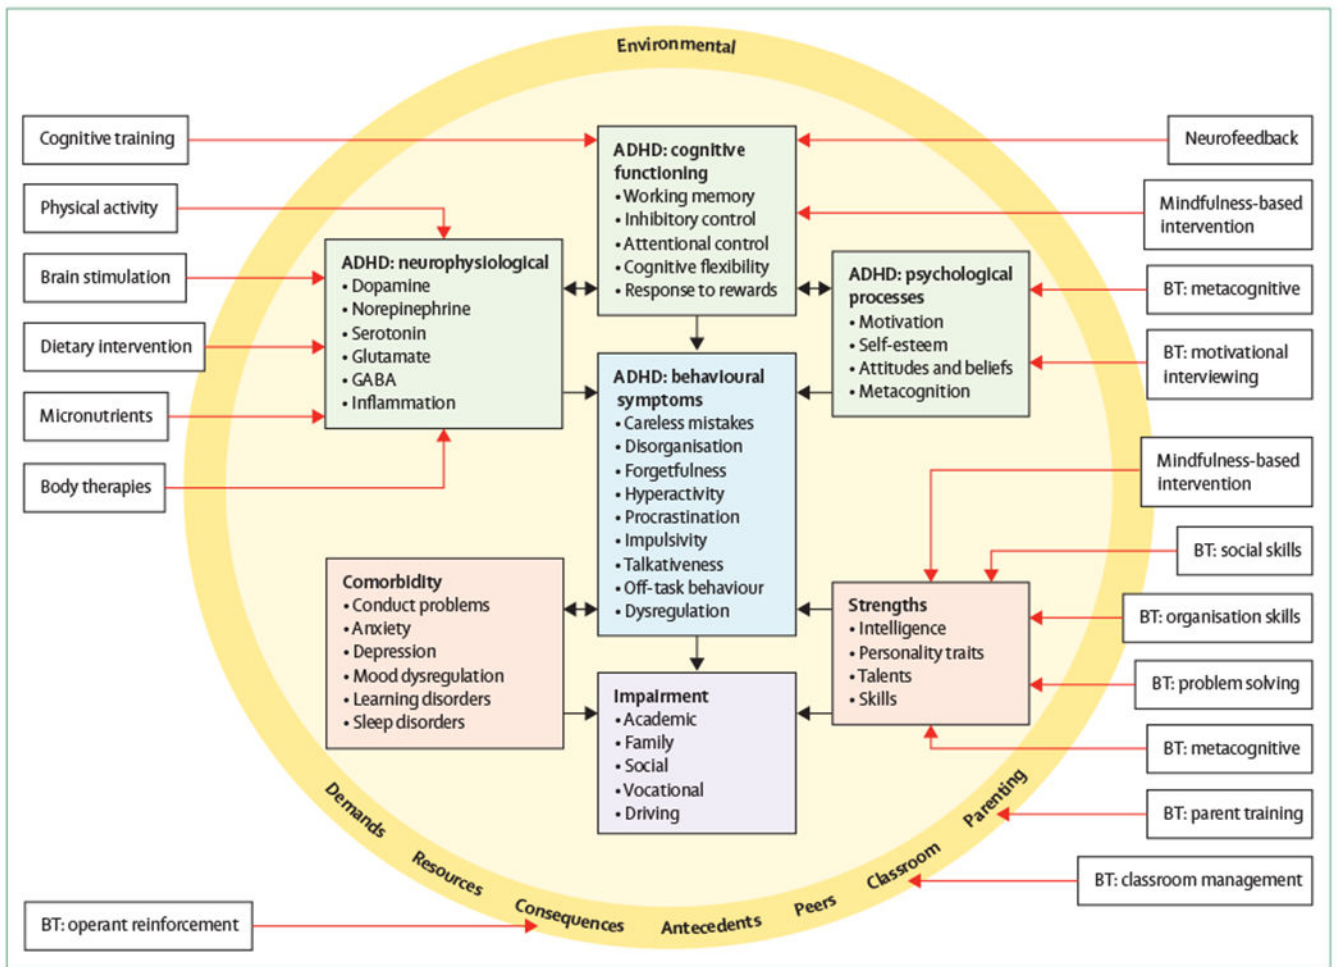 Environmental
Cognitive training
Physical activity
Brain stimulation
Dietary intervention
Micronutrients
Body therapies
ADHD: neurophysiological
• Dopamine
• Norepinephrine
• Serotonin
• Glutamate
• GABA
• Inflammation
ADHD: cognitive
functioning
• Working memory
• Inhibitory control
• Attentional control
• Cognitive flexibility
• Response to rewards
ADHD: psychological
processes
• Motivation
• Self-esteem
• Attitudes and beliefs
• Metacognition
Neurofeedback
Mindfulness-based
intervention
BT: metacognitive
BT: motivational
interviewing
ADHD: behavioural
symptoms
• Careless mistakes
• Disorganisation
• Forgetfulness
• Hyperactivity
• Procrastination
• Impulsivity
• Talkativeness
• Off-task behaviour
• Dysregulation
Comorbidity
• Conduct problems
• Anxiety
• Depression
• Mood dysregulation
• Learning disorders
• Sleep disorders
Strengths
• Intelligence
• Personality traits
• Talents
• Skills
Mindfulness-based
intervention
BT: social skills
BT: organisation skills
BT: problem solving
BT: metacognitive
BT: parent training
BT: classroom management
Impairment
• Academic
• Family
• Social
• Vocational
• Driving
Demands
Resources
Consequences
Antecedents
Peers
Classroom
Parenting
BT: operant reinforcement